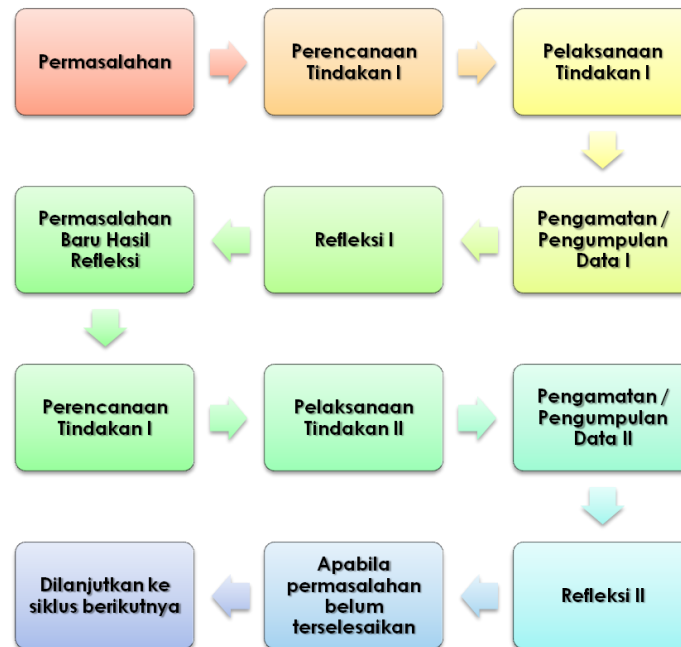 Permasalahan
Perencanaan
Tindakan I
Pelaksanaan
Tindakan I
Pengamatan /
Pengumpulan
Data I
Refleksi I
Permasalahan
Baru Hasil
Refleksi
Perencanaan
Tindakan I
Pelaksanaan
Tindakan II
Pengamatan /
Pengumpulan
Data II
Refleksi II
Apabila
permasalahan
belum
terselesaikan
Dilanjutkan ke
siklus berikutnya